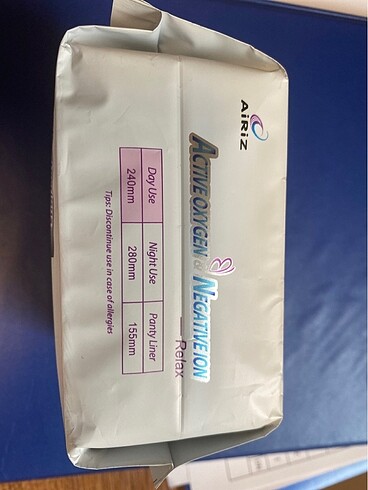 AiRiZ
ACTIVE OXYGEN & NEGATIVE ION
Relax
Day Use Night Use Panty Liner
240mm 280mm 155mm
Tips: Discontinue use in case of allergies